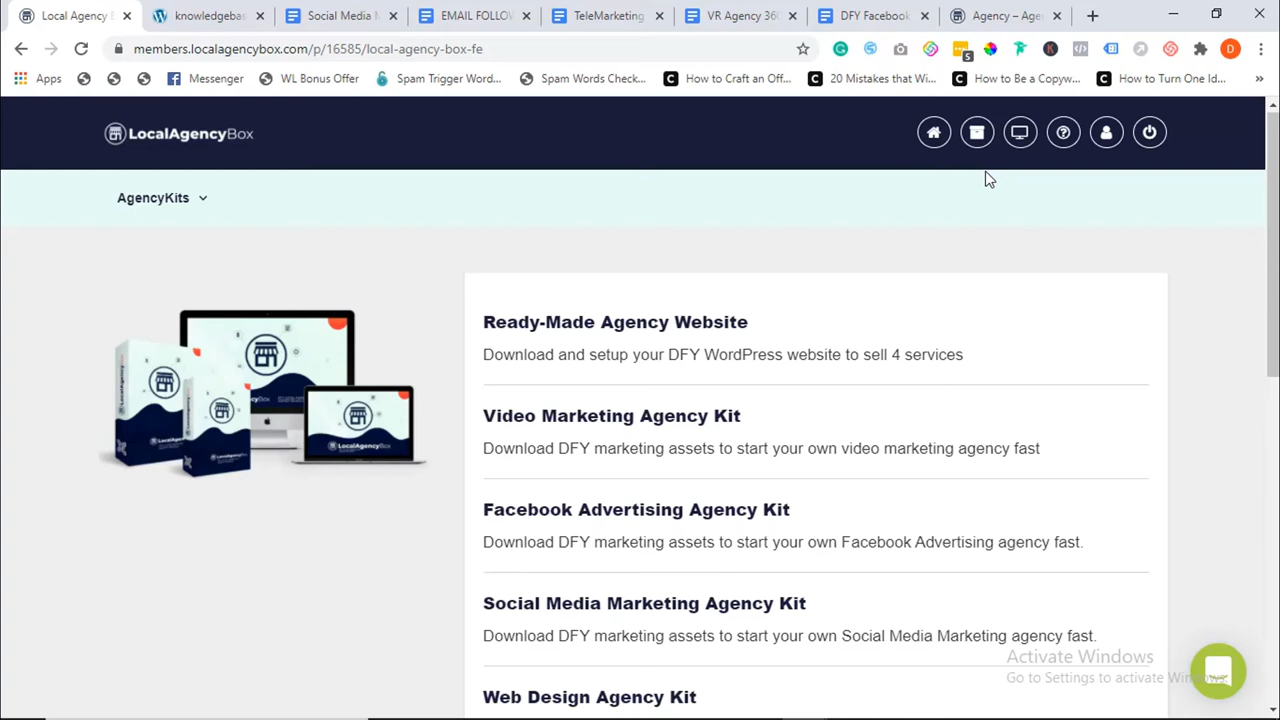 Local Agency B
knowledgebas
Social Media M
EMAIL FOLLOW
TeleMarketing
VR Agency 360
DFY Facebook
Agency – Agen
members.localagencybox.com/p/16585/local-agency-box-fe
5
D
Apps
Messenger
WL Bonus Offer
Spam Trigger Word...
Spam Words Check...
How to Craft an Off...
20 Mistakes that Wi...
How to Be a Copyw...
How to Turn One Id...
»
LocalAgencyBox
AgencyKits
Ready-Made Agency Website
Download and setup your DFY WordPress website to sell 4 services
Video Marketing Agency Kit
Download DFY marketing assets to start your own video marketing agency fast
Facebook Advertising Agency Kit
Download DFY marketing assets to start your own Facebook Advertising agency fast.
Social Media Marketing Agency Kit
Download DFY marketing assets to start your own Social Media Marketing agency fast.
Web Design Agency Kit
Activate Windows
Go to Settings to activate Windows.